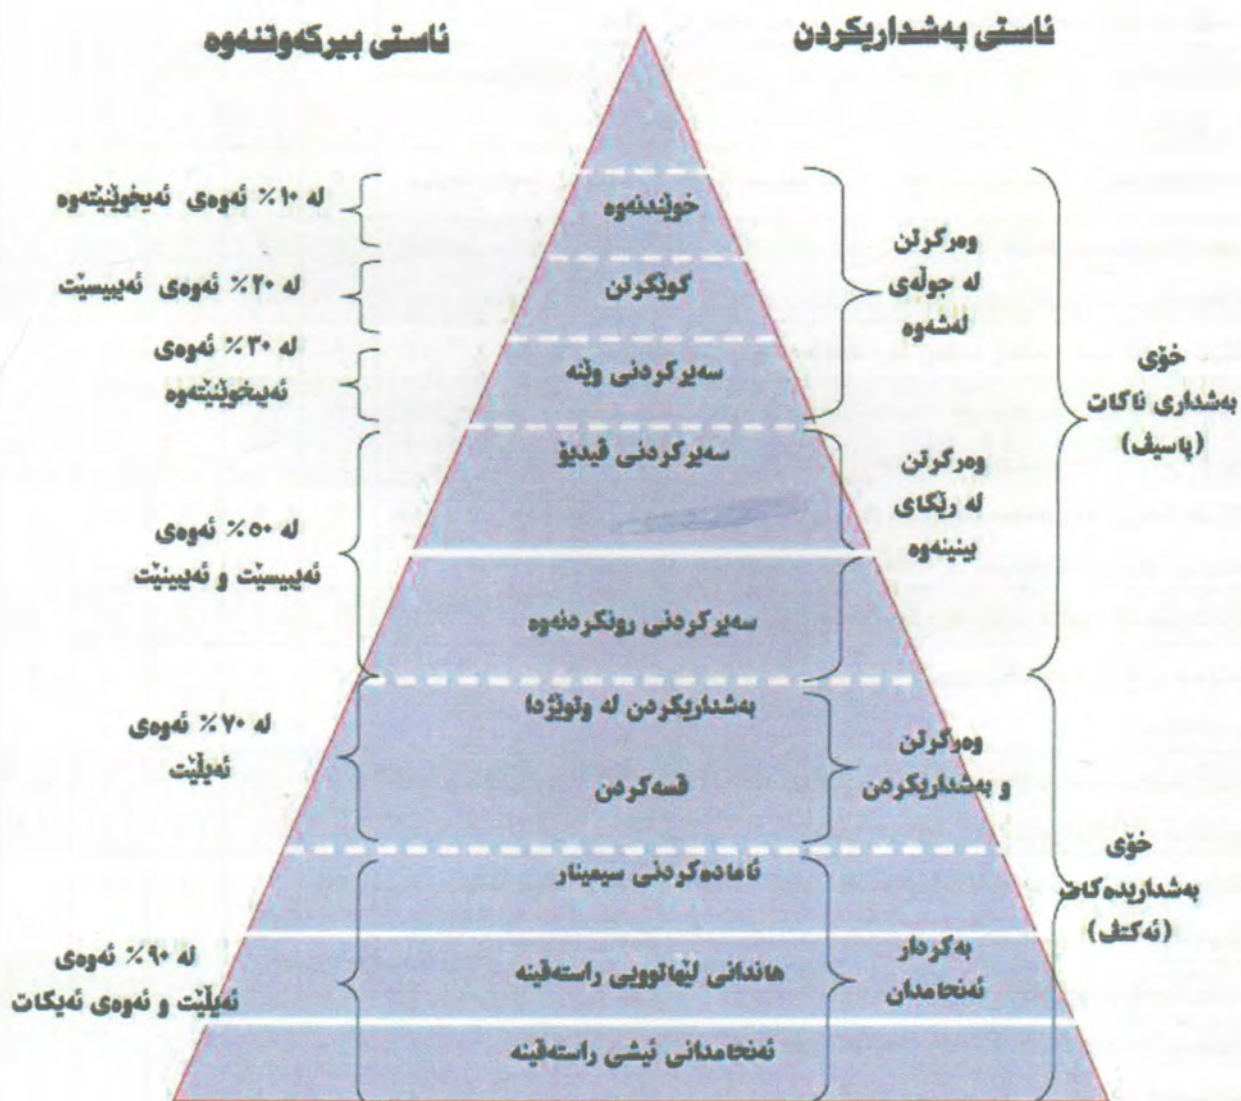 ئاستی بەشداریکردن
ئاستی بیرکەوتنەوە
خوێندنەوە
گوێگرتن
سەیرکردنی وێنە
سەیرکردنی ڤیدیۆ
سەیرکردنی رونکردنەوە
بەشداریکردن لە وتوێژدا
قسەکردن
ئامادەکردنی سیمینار
هاندانی لێهاتوویی راستەقینە
ئەنجامدانی ئیشی راستەقینە
وەرگرتن
لە جوڵەی
لەشەوە
وەرگرتن
لە رێگای
بینینەوە
وەرگرتن
و بەشداریکردن
بەکردار
ئەنجامدان
خۆی
بەشداری ناکات
(پاسیڤ)
خۆی
بەشداریدەکات
(ئەکتڤ)
لە ١٠% ئەوەی ئەیخوێنێتەوە
لە ٢٠% ئەوەی ئەیبیسێت
لە ٣٠% ئەوەی
ئەیبخوێنێتەوە
لە ٥٠% ئەوەی
ئەیبیسێت و ئەیبینێت
لە ٧٠% ئەوەی
ئەیڵێت
لە ٩٠% ئەوەی
ئەیڵێت و ئەوەی ئەیکات